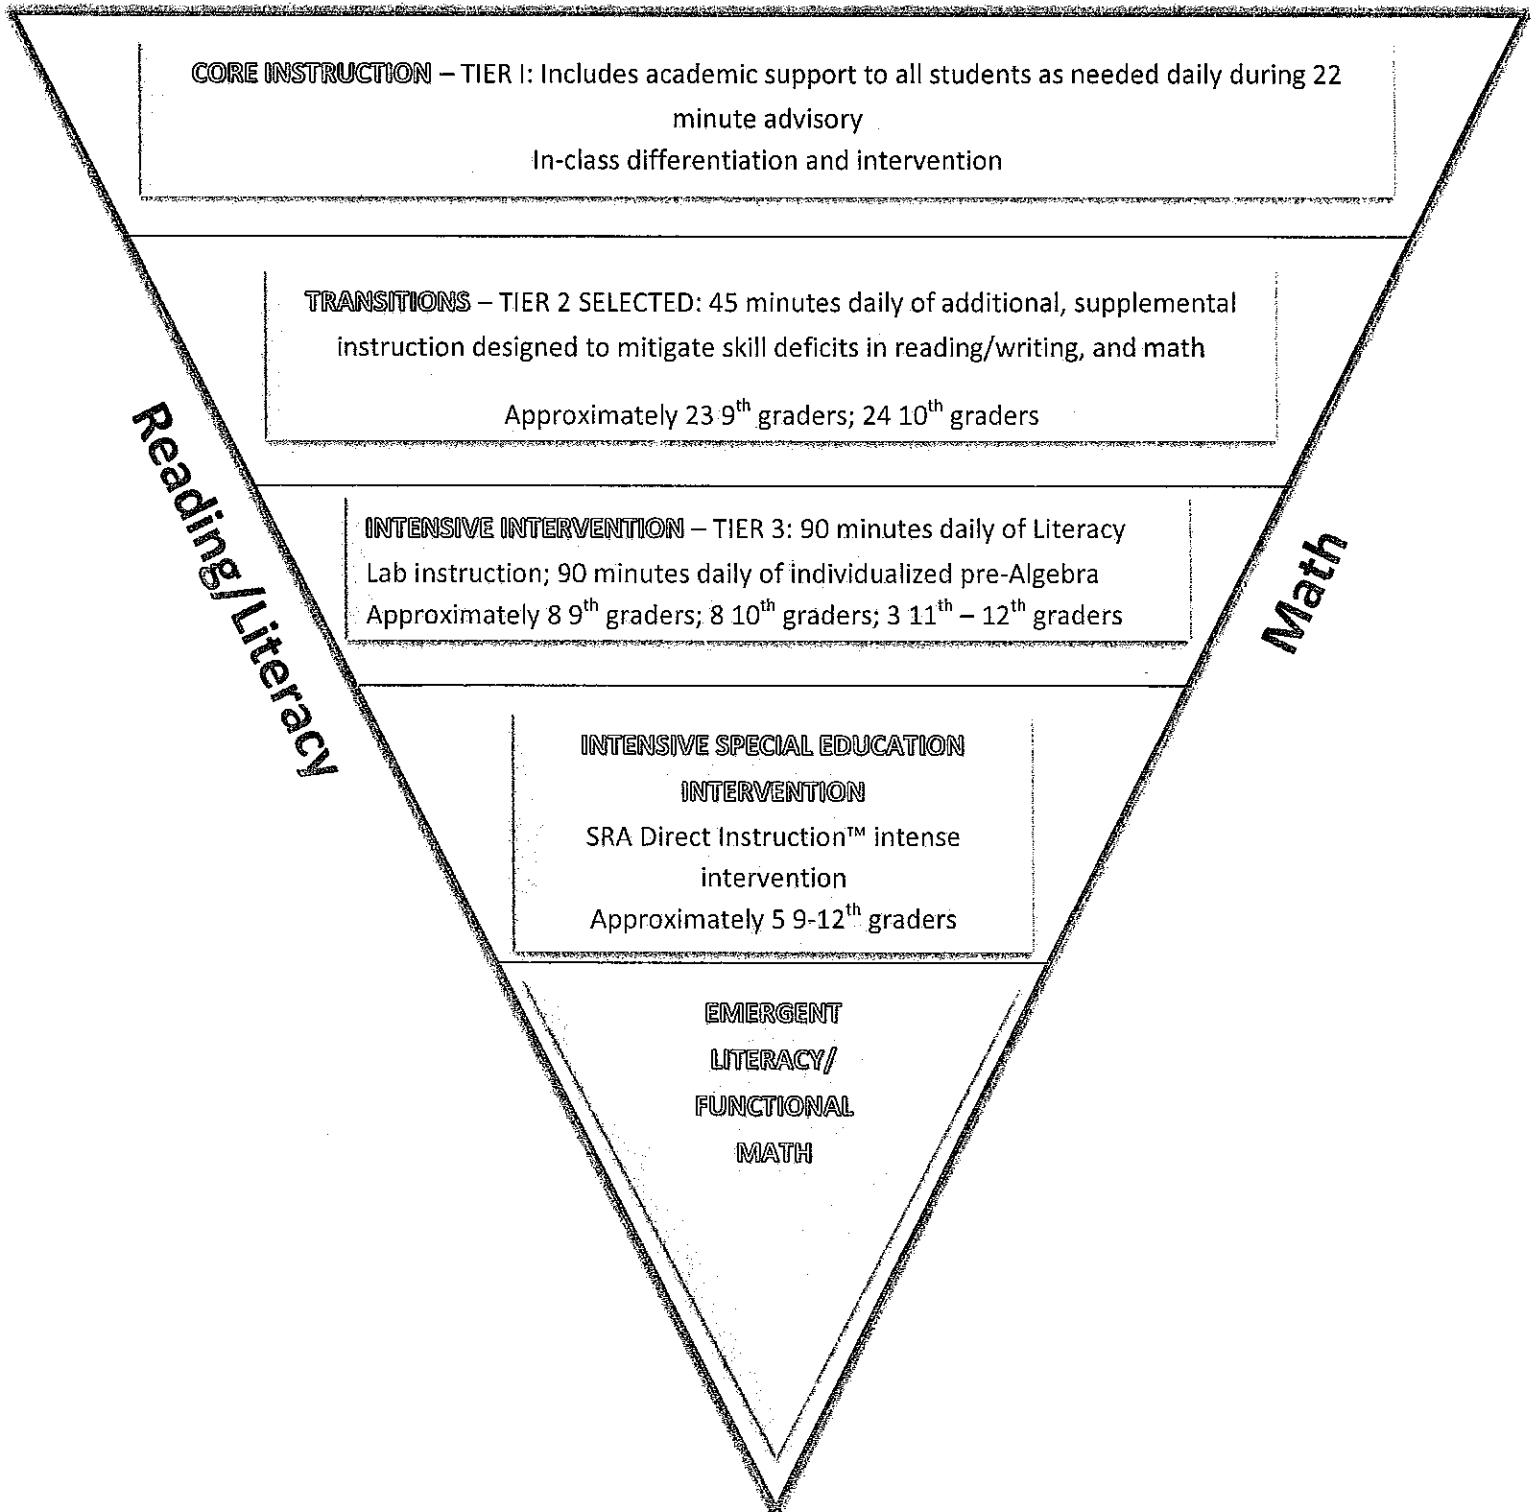 CORE INSTRUCTION – TIER I: Includes academic support to all students as needed daily during 22
minute advisory
In-class differentiation and intervention
TRANSITIONS – TIER 2 SELECTED: 45 minutes daily of additional, supplemental
instruction designed to mitigate skill deficits in reading/writing, and math
Approximately 23 9th graders; 24 10th graders
Reading/Literacy
Math
INTENSIVE INTERVENTION – TIER 3: 90 minutes daily of Literacy
Lab instruction; 90 minutes daily of individualized pre-Algebra
Approximately 8 9th graders; 8 10th graders; 3 11th – 12th graders
INTENSIVE SPECIAL EDUCATION
INTERVENTION
SRA Direct Instruction™ intense
intervention
Approximately 5 9-12th graders
EMERGENT
LITERACY/
FUNCTIONAL
MATH